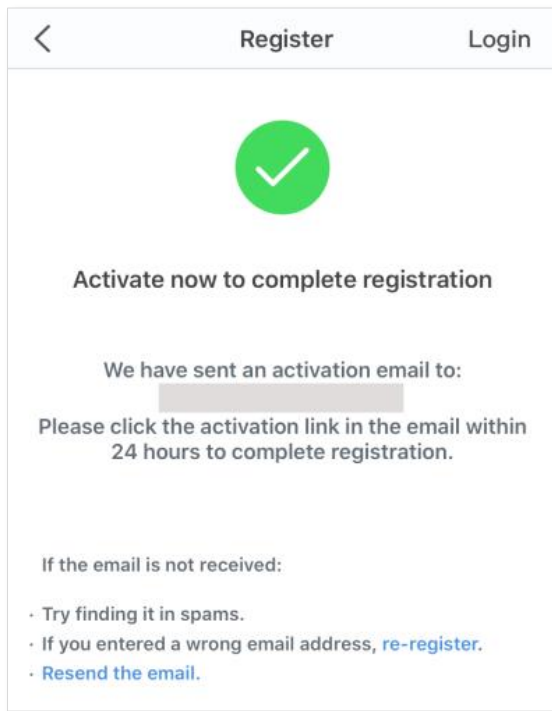 Register
Login
Activate now to complete registration
We have sent an activation email to:
Please click the activation link in the email within
24 hours to complete registration.
If the email is not received:
· Try finding it in spams.
· If you entered a wrong email address, re-register.
· Resend the email.